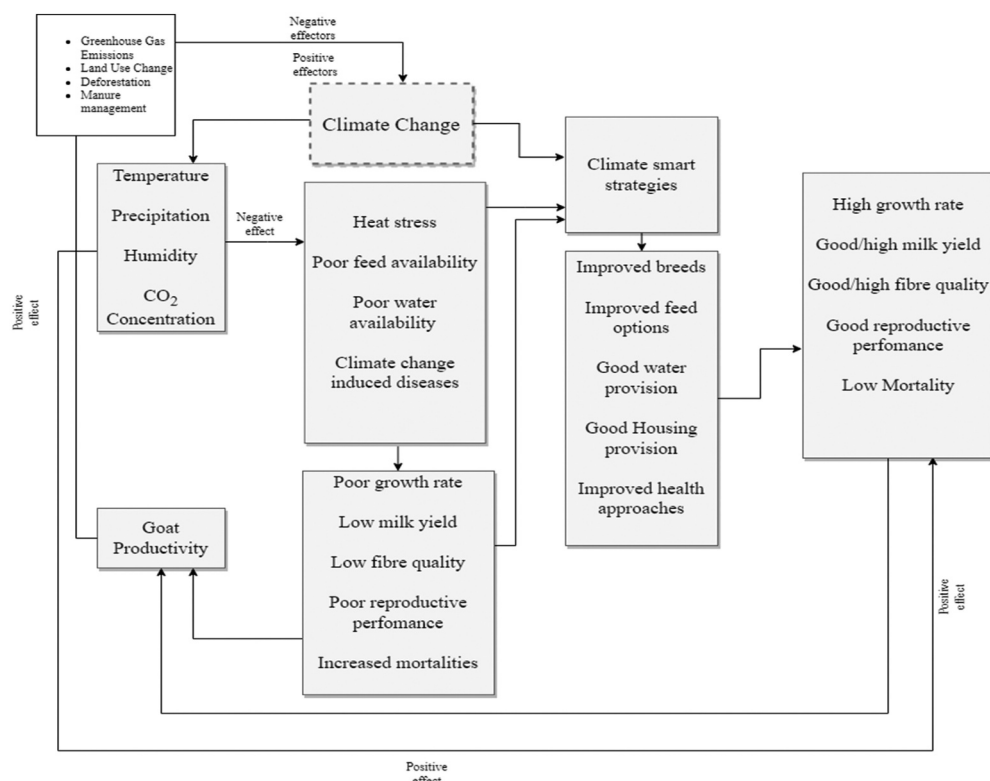 Negative
effectors
Positive
effectors
Greenhouse Gas
Emissions
Land Use Change
Deforestation
Manure
management
Climate Change
Climate smart
strategies
Temperature
Precipitation
Humidity
CO2
Concentration
Negative
effect
Heat stress
Poor feed availability
Poor water
availability
Climate change
induced diseases
Improved breeds
Improved feed
options
Good water
provision
Good Housing
provision
Improved health
approaches
High growth rate
Good/high milk yield
Good/high fibre quality
Good reproductive
perfomance
Low Mortality
Positive
effect
Poor growth rate
Low milk yield
Low fibre quality
Poor reproductive
perfomance
Increased mortalities
Goat
Productivity
Positive
effect
Positive
effect